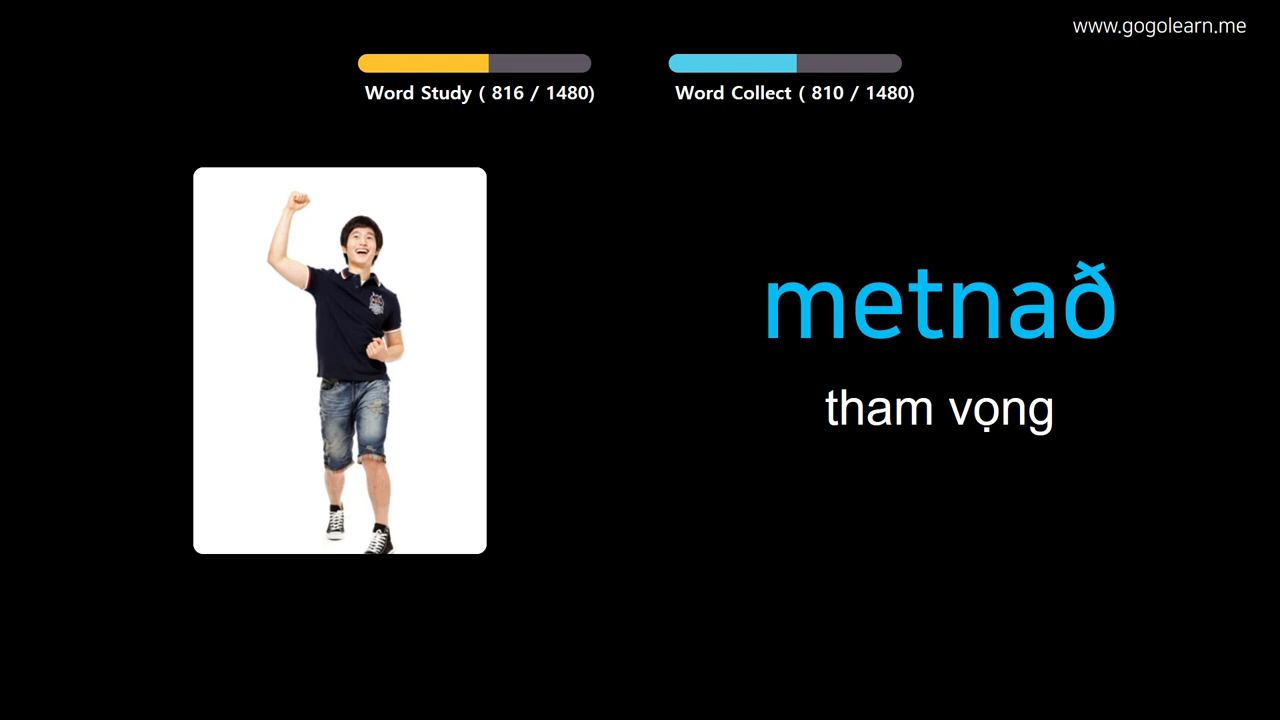 www.gogolearn.me
Word Study ( 816 / 1480)
Word Collect ( 810 / 1480)
metnað
tham vọng